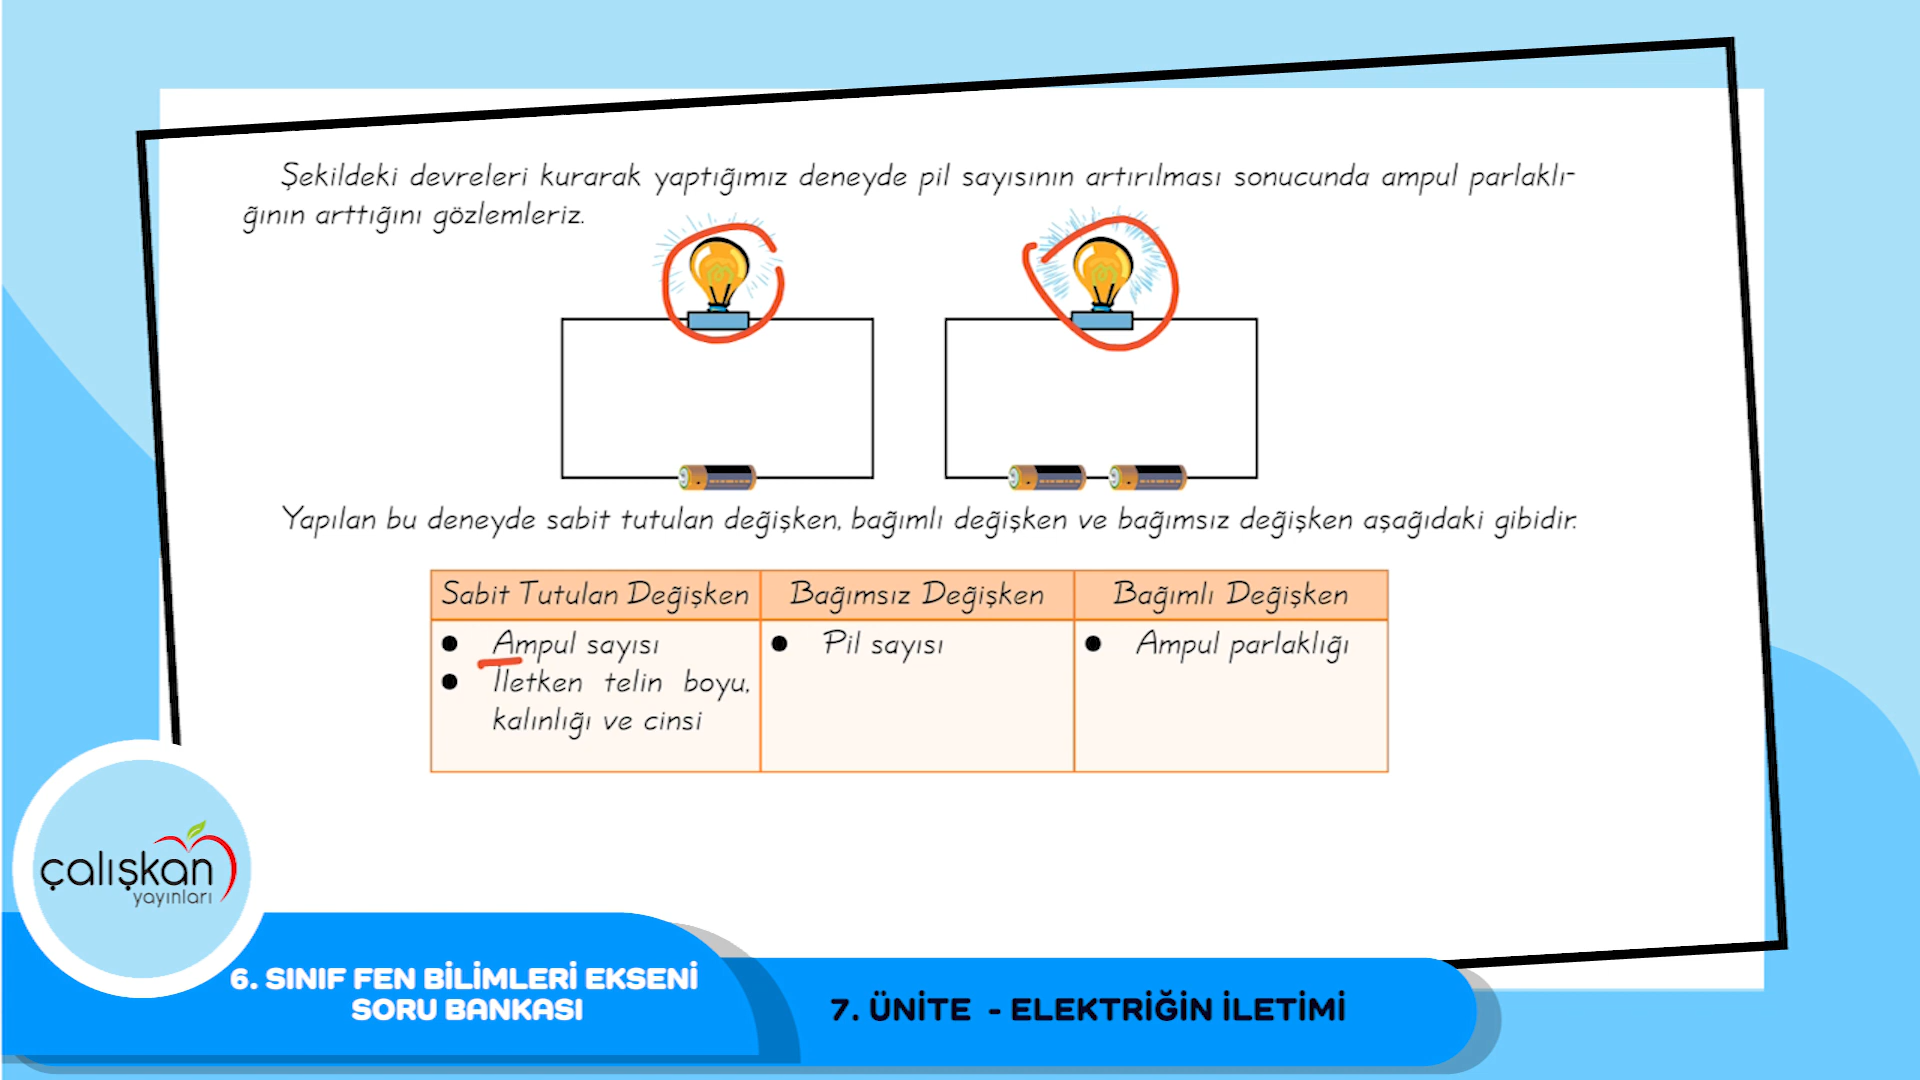 Şekildeki devreleri kurarak yaptığımız deneyde pil sayısının artırılması sonucunda ampul parlaklı-
ğının arttığını gözlemleriz.
Yapılan bu deneyde sabit tutulan değişken, bağımlı değişken ve bağımsız değişken aşağıdaki gibidir.
Sabit Tutulan Değişken
Bağımsız Değişken
Bağımlı Değişken
● Ampul sayısı
● İletken telin boyu,
kalınlığı ve cinsi
● Pil sayısı
● Ampul parlaklığı
çalışkan
yayınları
6. SINIF FEN BİLİMLERİ EKSENİ
SORU BANKASI
7. ÜNİTE - ELEKTRİĞİN İLETİMİ